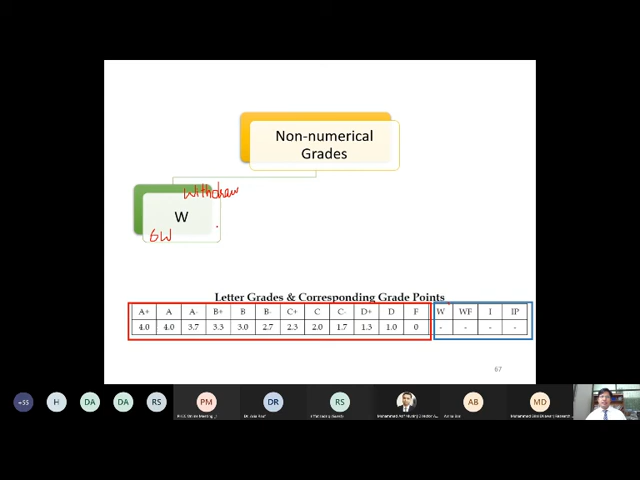 Non-numerical
Grades
Withdraw
W
6W
Letter Grades & Corresponding Grade Points
A+ A A- B+ B B- C+ C C- D+ D F W WF I IP
4.0 4.0 3.7 3.3 3.0 2.7 2.3 2.0 1.7 1.3 1.0 0 - - - -
67
+55 H DA DA RS PM DR RS AB MD